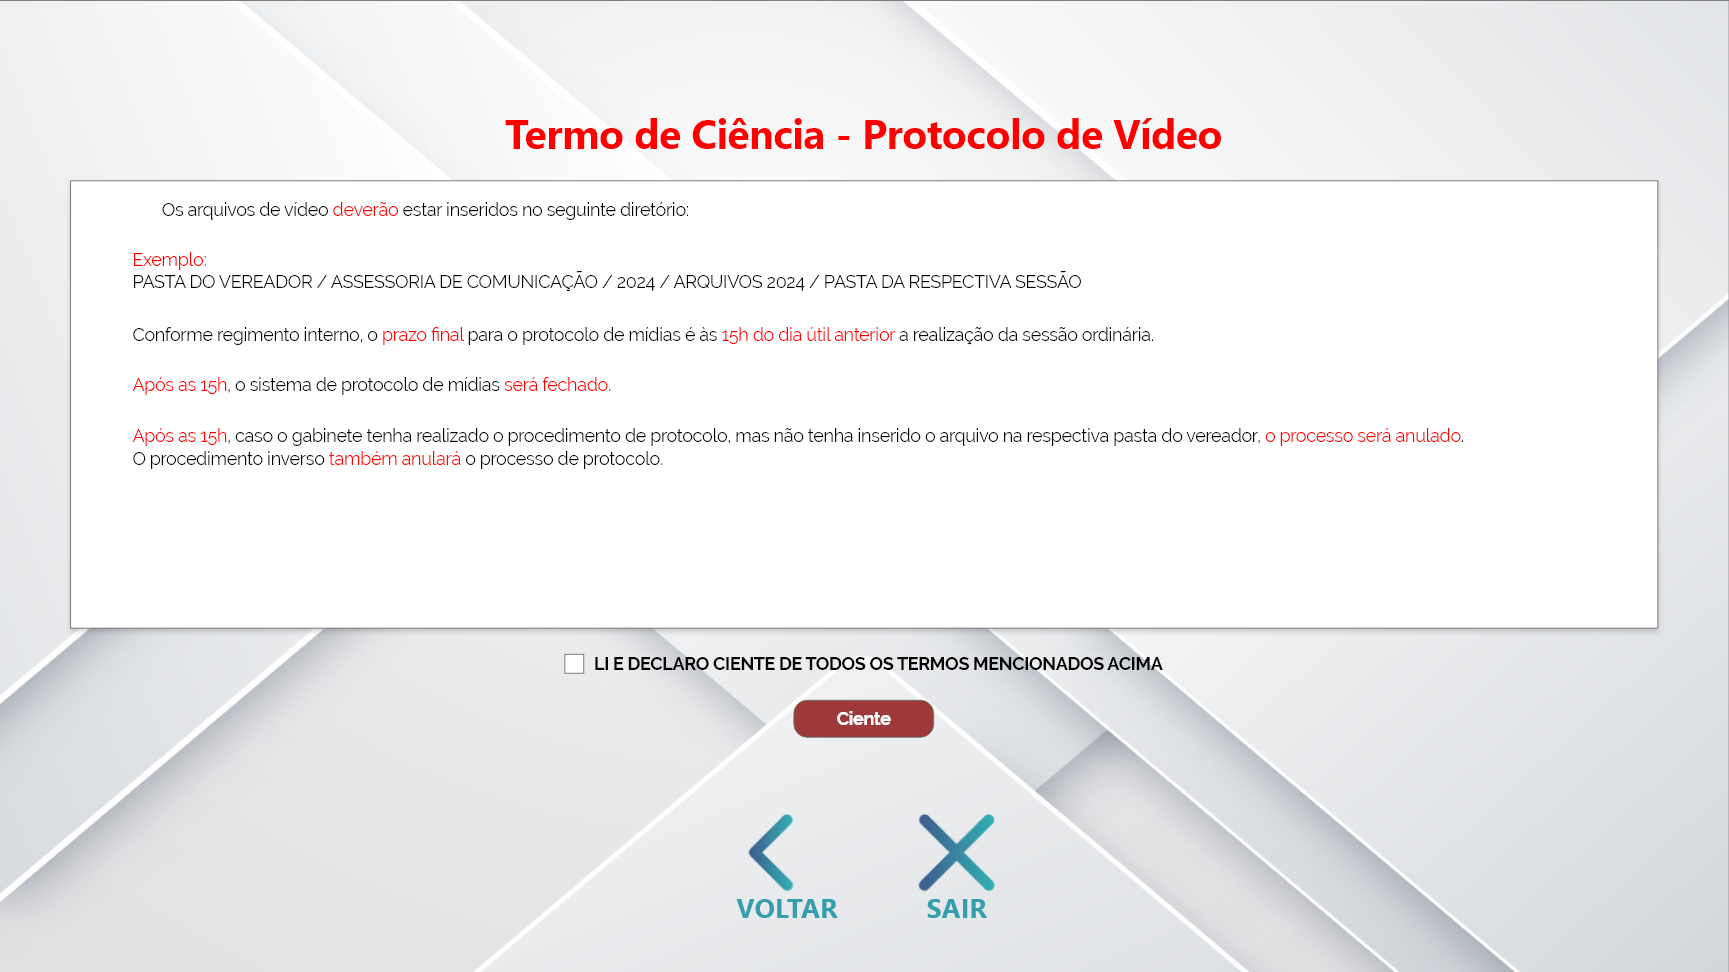 Termo de Ciência - Protocolo de Vídeo
Os arquivos de vídeo deverão estar inseridos no seguinte diretório:
Exemplo:
PASTA DO VEREADOR / ASSESSORIA DE COMUNICAÇÃO / 2024 / ARQUIVOS 2024 / PASTA DA RESPECTIVA SESSÃO
Conforme regimento interno, o prazo final para o protocolo de mídias é às 15h do dia útil anterior a realização da sessão ordinária.
Após as 15h, o sistema de protocolo de mídias será fechado.
Após as 15h, caso o gabinete tenha realizado o procedimento de protocolo, mas não tenha inserido o arquivo na respectiva pasta do vereador, o processo será anulado.
O procedimento inverso também anulará o processo de protocolo.
LI E DECLARO CIENTE DE TODOS OS TERMOS MENCIONADOS ACIMA
Ciente
VOLTAR SAIR